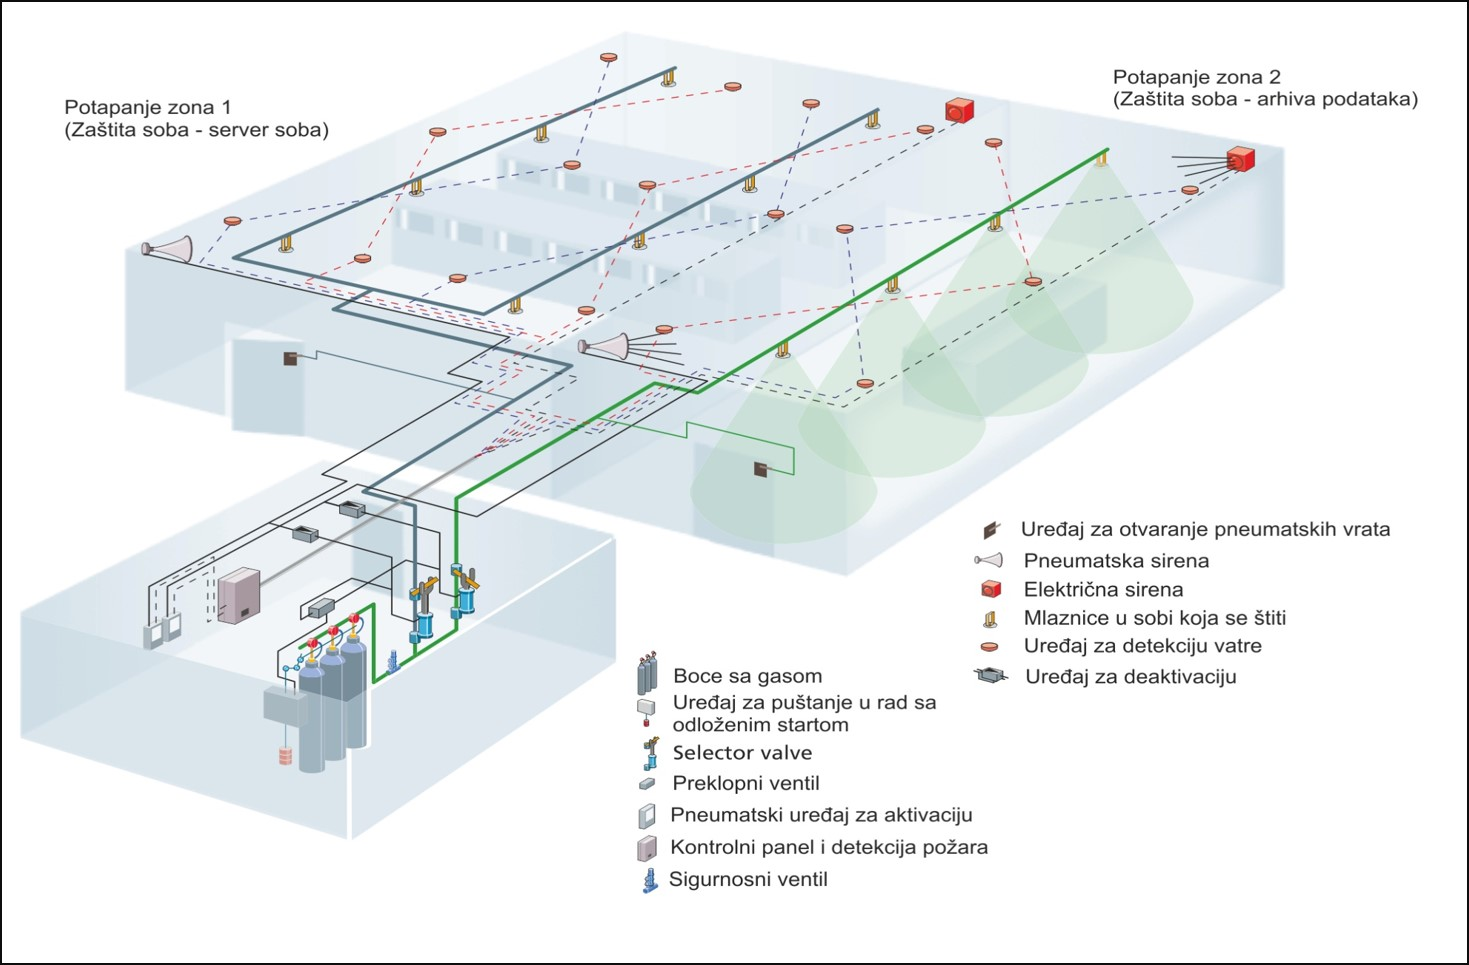 Potapanje zona 1
(Zaštita soba - server soba)
Potapanje zona 2
(Zaštita soba - arhiva podataka)
Uređaj za otvaranje pneumatskih vrata
Pneumatska sirena
Električna sirena
Mlaznice u sobi koja se štiti
Uređaj za detekciju vatre
Uređaj za deaktivaciju
Boce sa gasom
Uređaj za puštanje u rad sa
odloženim startom
Selector valve
Preklopni ventil
Pneumatski uređaj za aktivaciju
Kontrolni panel i detekcija požara
Sigurnosni ventil